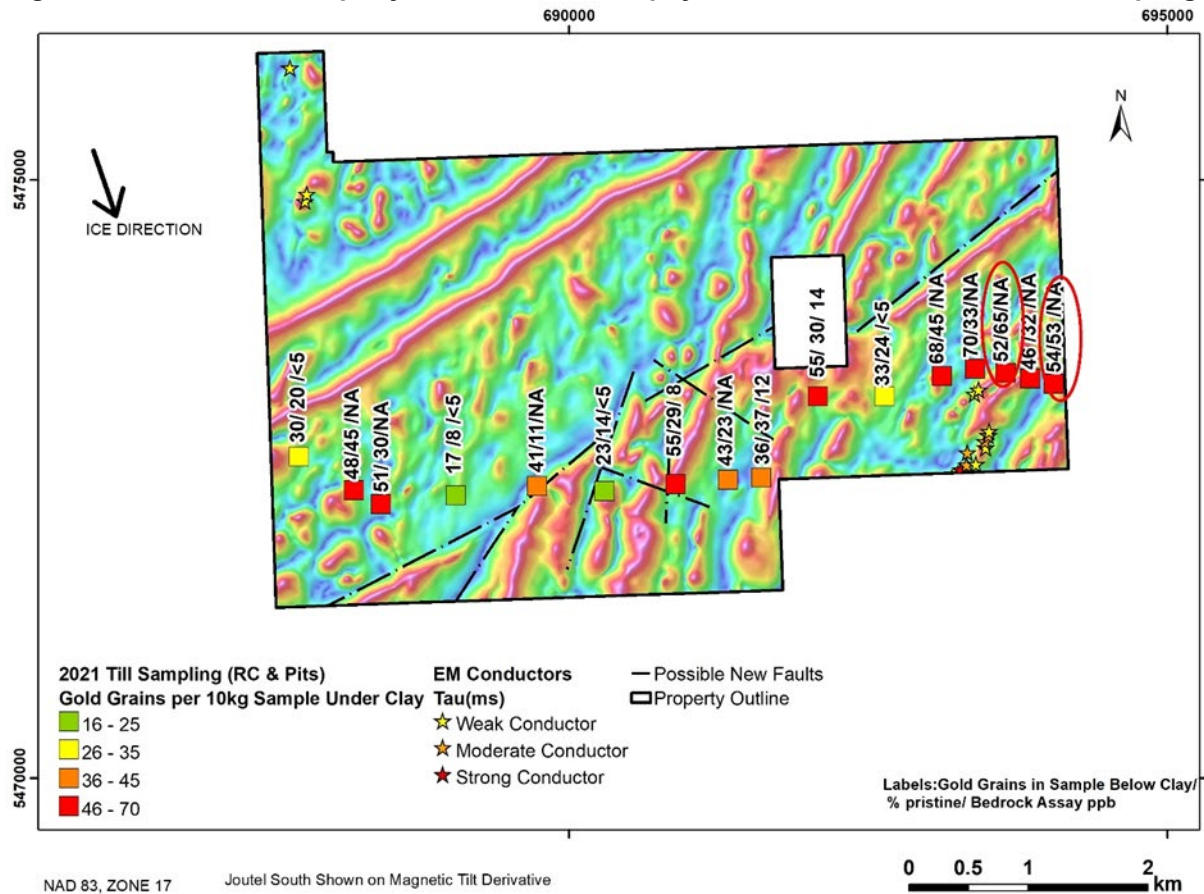 690000
695000
N
5475000
ICE DIRECTION
30/ 20 /<5
48/45 /NA
51/ 30/NA
17 /8 /<5
41/11/NA
23/14/<5
55/29/ 8
43/23 /NA
36/37 /12
55/ 30/ 14
33/24 /<5
68/45 /NA
70/33/NA
52/65/NA
46 /32 /NA
54/53 /NA
2021 Till Sampling (RC & Pits)
Gold Grains per 10kg Sample Under Clay
16 - 25
26 - 35
36 - 45
46 - 70
EM Conductors
Tau(ms)
Weak Conductor
Moderate Conductor
Strong Conductor
Possible New Faults
Property Outline
5470000
Labels:Gold Grains in Sample Below Clay/
% pristine/ Bedrock Assay ppb
NAD 83, ZONE 17
Joutel South Shown on Magnetic Tilt Derivative
0 0.5 1 2
km